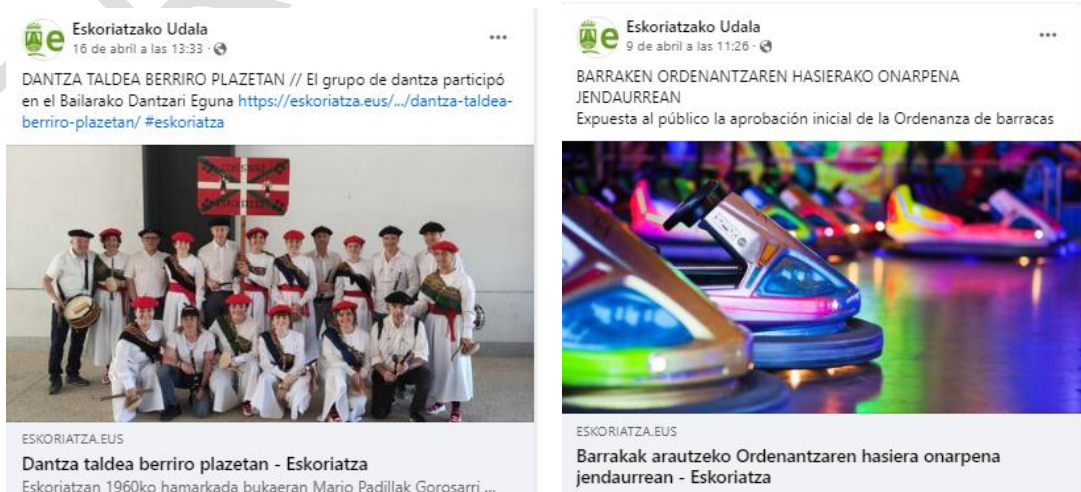 Eskoriatzako Udala
16 de abril a las 13:33 ·
DANTZA TALDEA BERRIRO PLAZETAN // El grupo de dantza participó
en el Bailarako Dantzari Eguna https://eskoriatza.eus/.../dantza-taldea-
berriro-plazetan/ #eskoriatza
ESKORIATZA.EUS
Dantza taldea berriro plazetan - Eskoriatza
Eskoriatzan 1960ko hamarkada bukaeran Mario Padillak Gorosarri ...
Eskoriatzako Udala
9 de abril a las 11:26 ·
BARRAKEN ORDENANTZAREN HASIERAKO ONARPENA
JENDAURREAN
Expuesta al público la aprobación inicial de la Ordenanza de barracas
ESKORIATZA.EUS
Barrakak arautzeko Ordenantzaren hasiera onarpena
jendaurrean - Eskoriatza